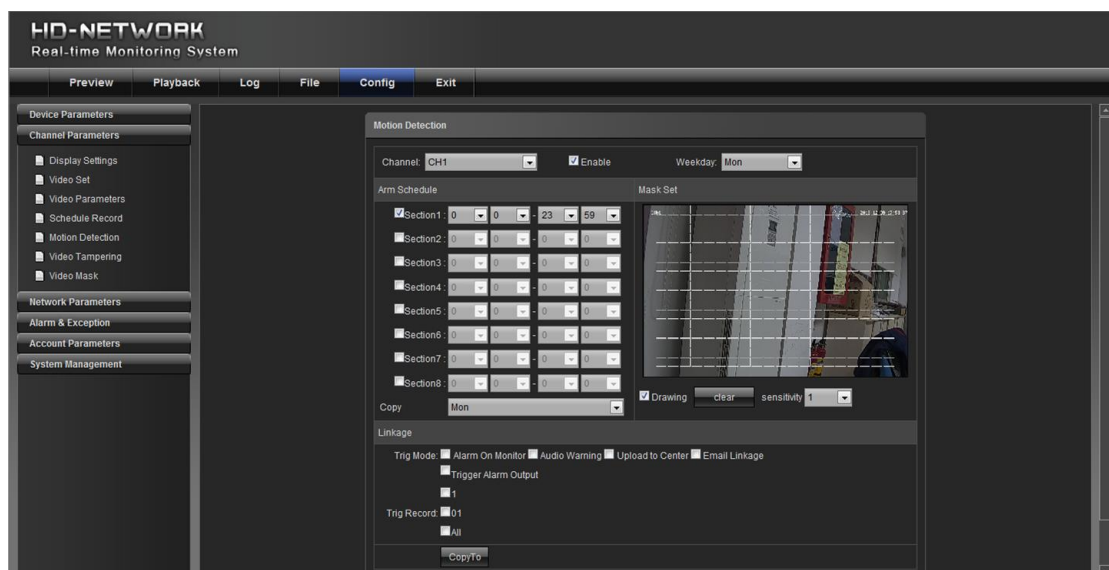 HD-NETWORK
Real-time Monitoring System
Preview Playback Log File Config Exit
Device Parameters
Channel Parameters
Display Settings
Video Set
Video Parameters
Schedule Record
Motion Detection
Video Tampering
Video Mask
Network Parameters
Alarm & Exception
Account Parameters
System Management
Motion Detection
Channel: CH1 Enable Weekday: Mon
Arm Schedule
Section1: 0 0 - 23 59
Section2: 0 0 - 0 0
Section3: 0 0 - 0 0
Section4: 0 0 - 0 0
Section5: 0 0 - 0 0
Section6: 0 0 - 0 0
Section7: 0 0 - 0 0
Section8: 0 0 - 0 0
Copy Mon
Mask Set
Drawing clear sensitivity 1
Linkage
Trig Mode: Alarm On Monitor Audio Warning Upload to Center Email Linkage
Trigger Alarm Output
1
Trig Record: 01
All
CopyTo